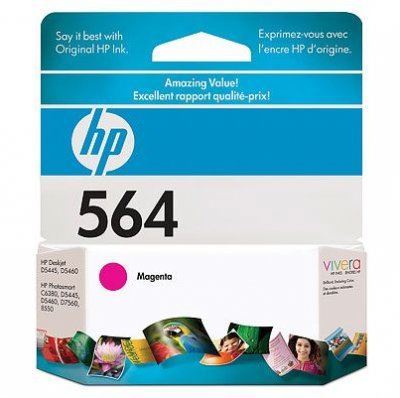 Say it best with
Original HP Ink.
Exprimez-vous avec
l'encre HP d'origine.
Amazing Value!
Excellent rapport qualité-prix!
hp
564
Magenta
HP Deskjet
D5445, D5460
HP Photosmart
C6380, D5445,
D5460, D7560,
8550
vivera